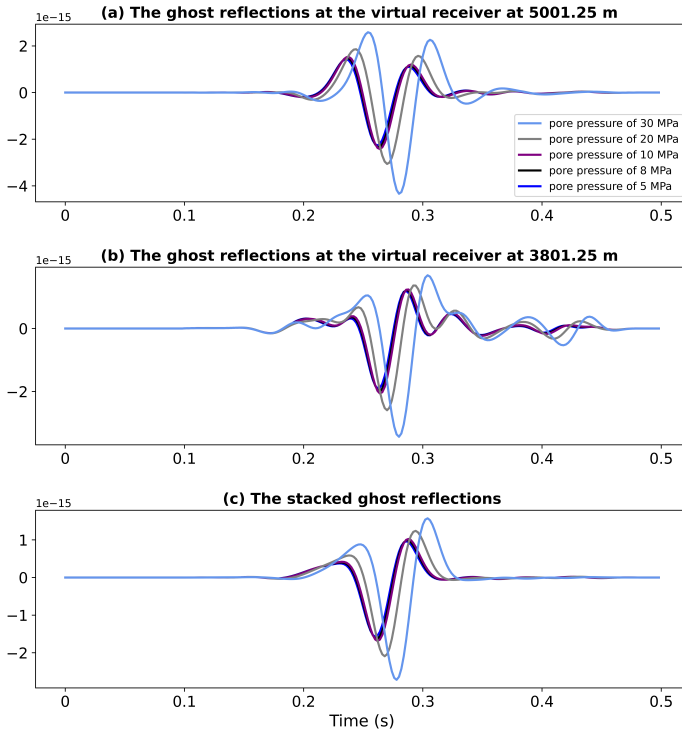 (a) The ghost reflections at the virtual receiver at 5001.25 m
1e−15
2
0
−2
−4
pore pressure of 30 MPa
pore pressure of 20 MPa
pore pressure of 10 MPa
pore pressure of 8 MPa
pore pressure of 5 MPa
0 0.1 0.2 0.3 0.4 0.5
(b) The ghost reflections at the virtual receiver at 3801.25 m
1e−15
0
−2
0 0.1 0.2 0.3 0.4 0.5
(c) The stacked ghost reflections
1e−15
1
0
−1
−2
0 0.1 0.2 0.3 0.4 0.5
Time (s)